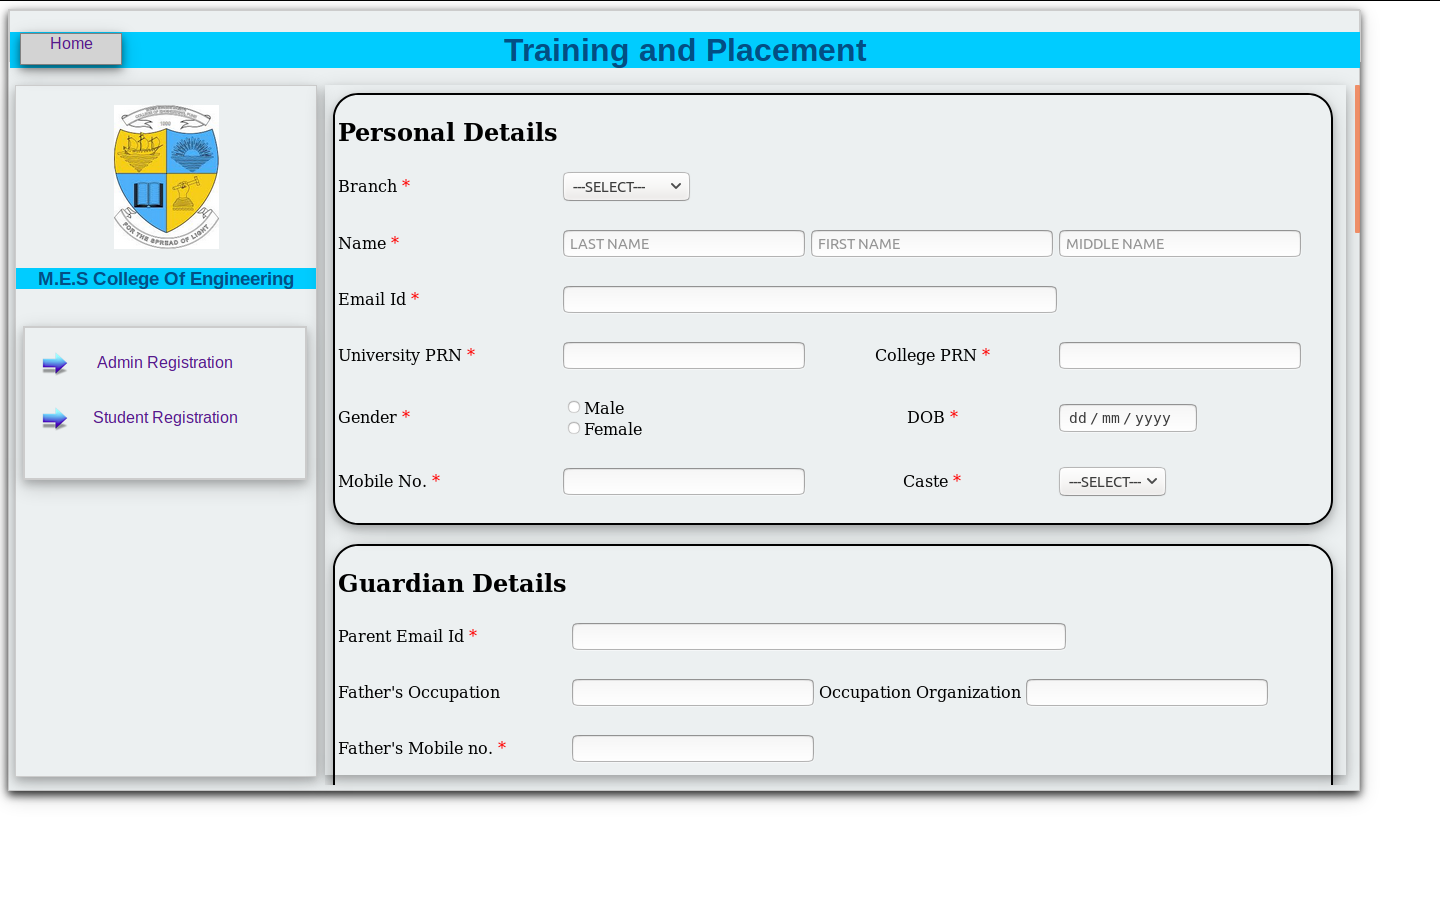 Home
Training and Placement
1999
FOR THE SPREAD OF LIGHT
M.E.S College Of Engineering
Admin Registration
Student Registration
Personal Details
Branch *
---SELECT---
Name *
LAST NAME FIRST NAME MIDDLE NAME
Email Id *
University PRN * College PRN *
Gender *
Male
Female
DOB *
dd / mm / yyyy
Mobile No. * Caste *
---SELECT---
Guardian Details
Parent Email Id *
Father's Occupation Occupation Organization
Father's Mobile no. *